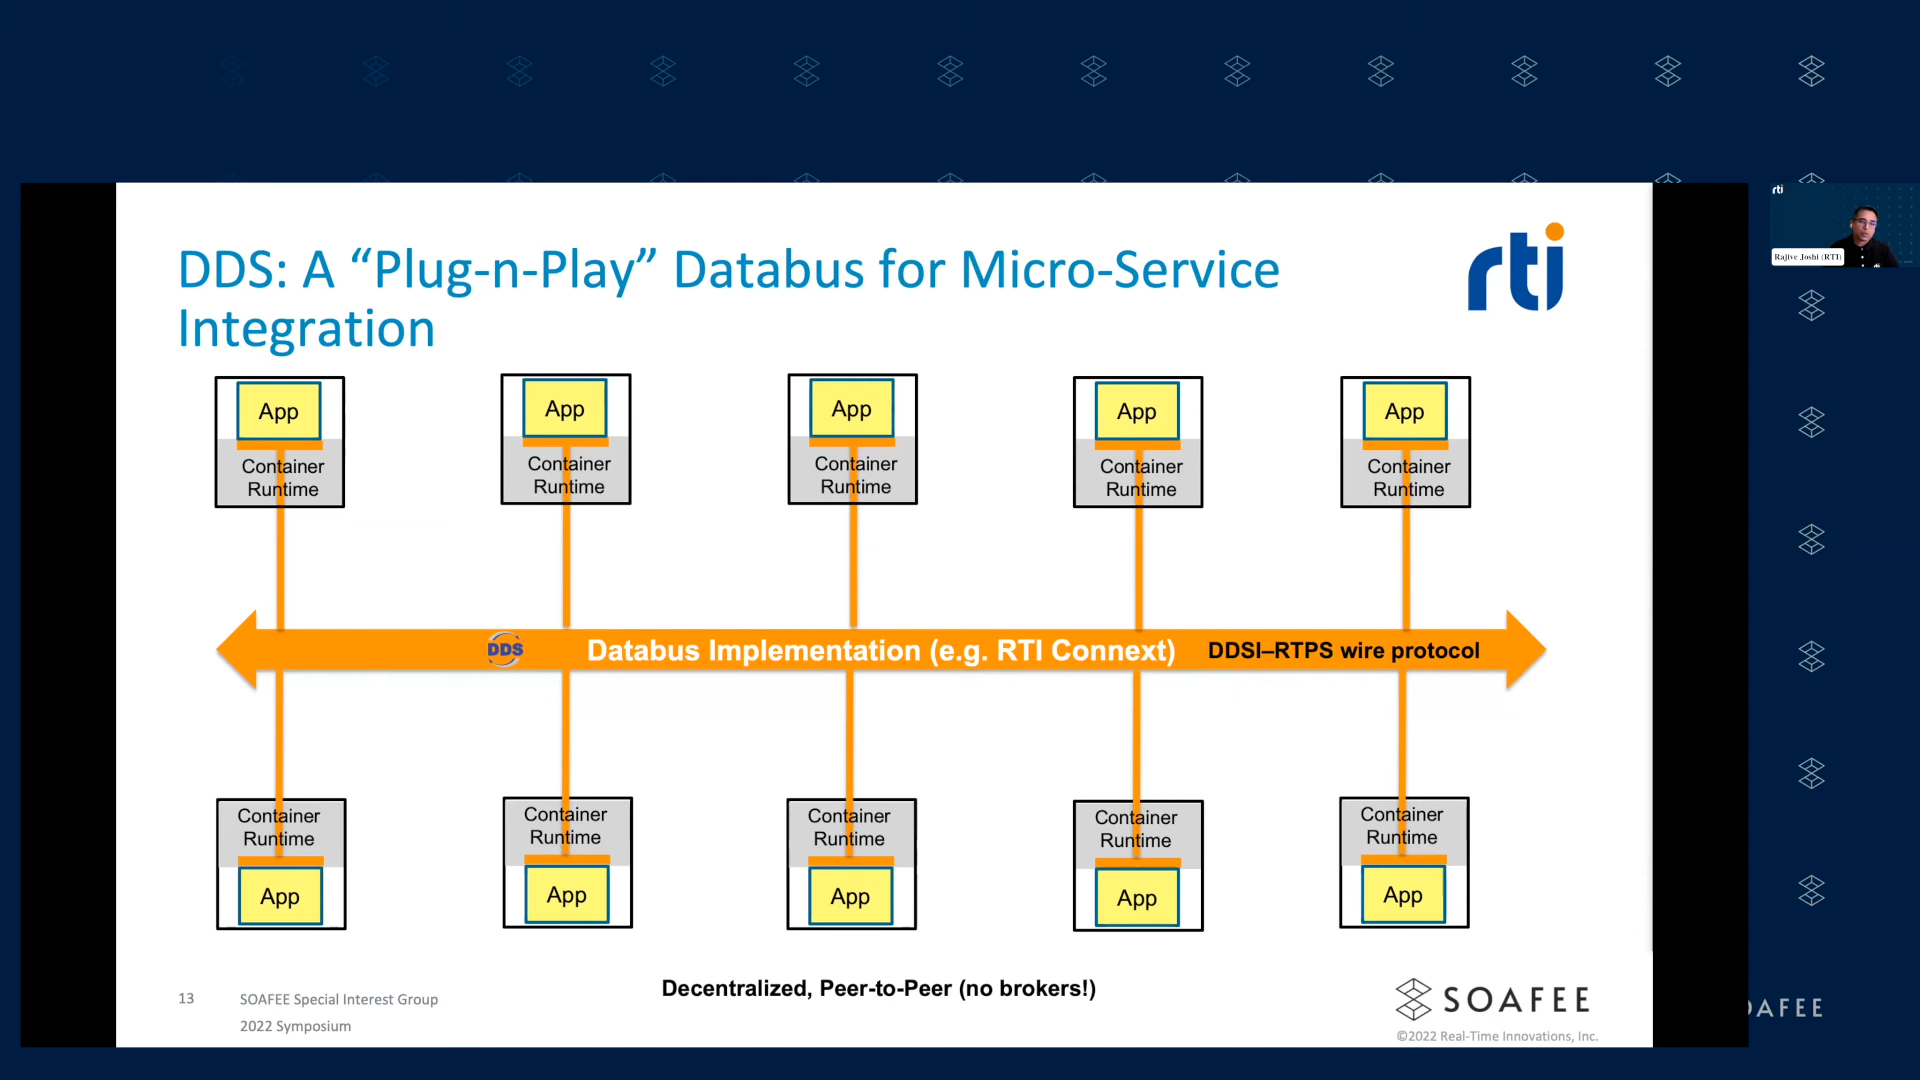 rti
Rajive Joshi (RTI)
DDS: A “Plug-n-Play” Databus for Micro-Service
Integration
rti
App
Container
Runtime
App
Container
Runtime
App
Container
Runtime
App
Container
Runtime
App
Container
Runtime
DDS
Databus Implementation (e.g. RTI Connext)
DDSI–RTPS wire protocol
Container
Runtime
App
Container
Runtime
App
Container
Runtime
App
Container
Runtime
App
Container
Runtime
App
Decentralized, Peer-to-Peer (no brokers!)
13
SOAFEE Special Interest Group
2022 Symposium
SOAFEE
©2022 Real-Time Innovations, Inc.
AFEE